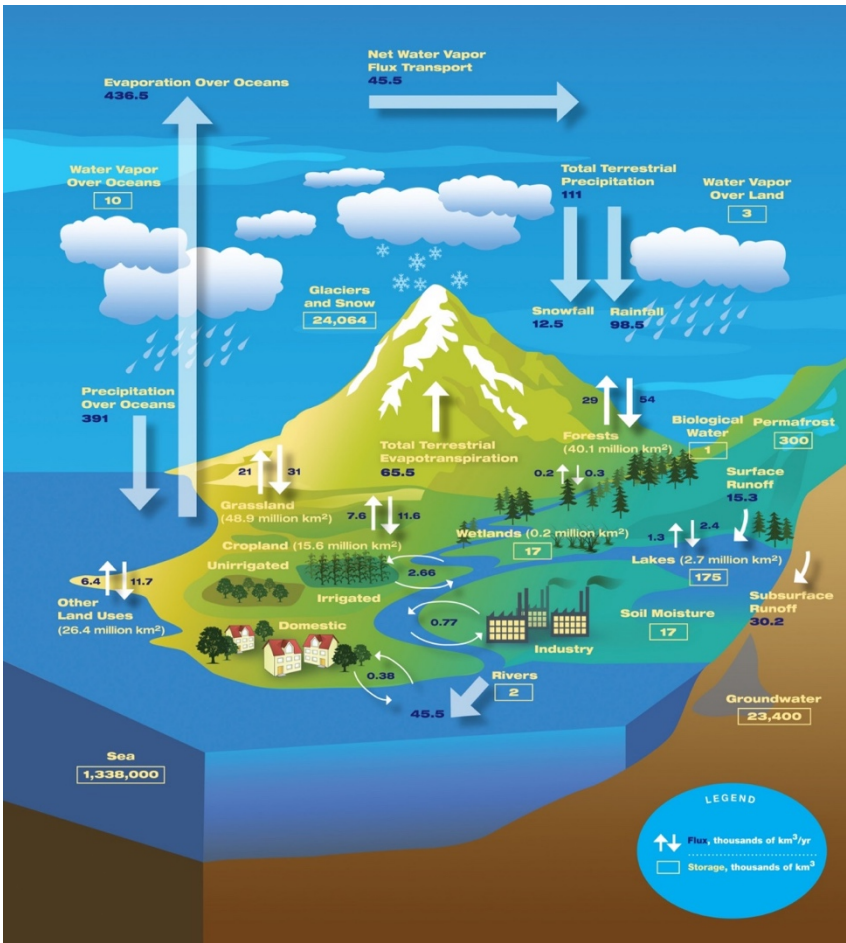 Net Water Vapor
Flux Transport
45.5
Evaporation Over Oceans
436.5
Water Vapor
Over Oceans
10
Total Terrestrial
Precipitation
111
Water Vapor
Over Land
3
Glaciers
and Snow
24,064
Snowfall
12.5
Rainfall
98.5
Precipitation
Over Oceans
391
29
54
Forests
(40.1 million km²)
Biological
Water
1
Permafrost
300
Total Terrestrial
Evapotranspiration
65.5
21
31
Grassland
(48.9 million km²)
0.2
0.3
Surface
Runoff
15.3
7.6
11.6
Cropland (15.6 million km²)
Wetlands (0.2 million km²)
17
1.3
2.4
Lakes (2.7 million km²)
175
Unirrigated
Irrigated
2.66
6.4
11.7
Other
Land Uses
(26.4 million km²)
Subsurface
Runoff
30.2
Soil Moisture
17
Domestic
0.77
Industry
0.38
Rivers
2
45.5
Groundwater
23,400
Sea
1,338,000
LEGEND
Flux, thousands of km³/yr
Storage, thousands of km³